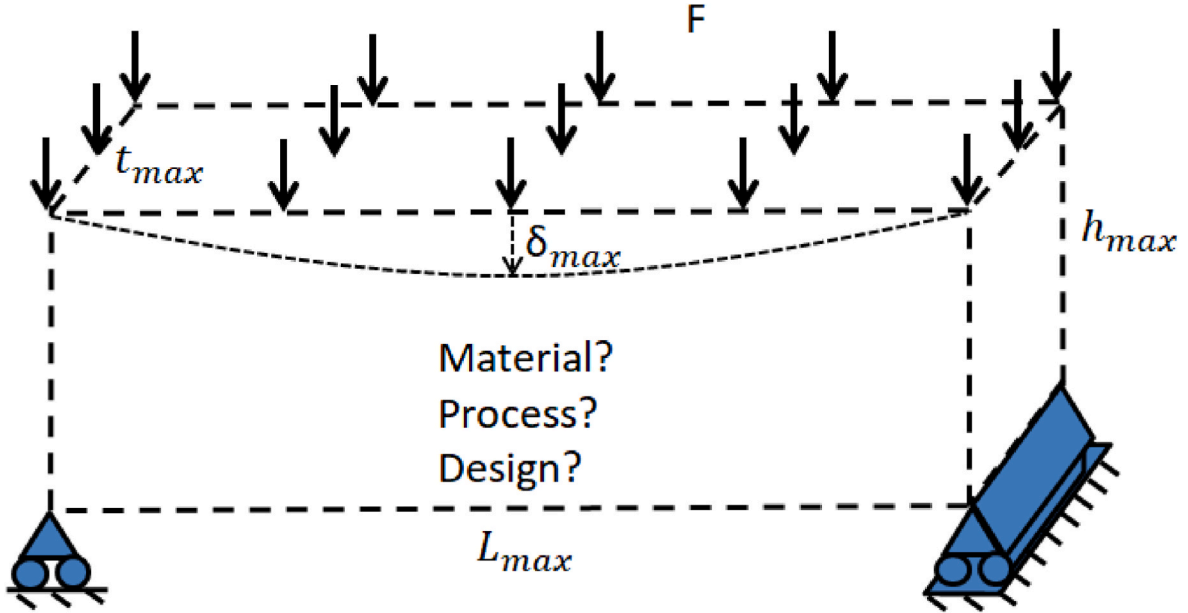 F
t_max
δ_max
h_max
Material?
Process?
Design?
L_max